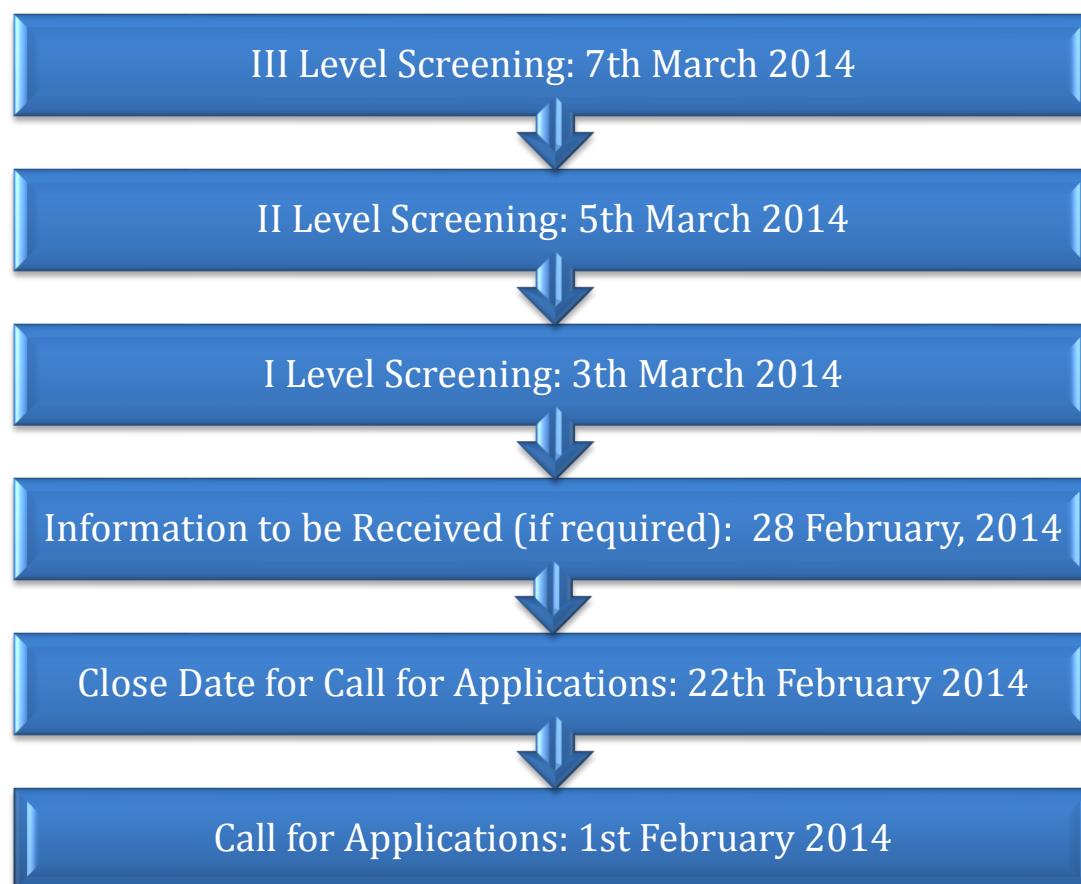 III Level Screening: 7th March 2014
II Level Screening: 5th March 2014
I Level Screening: 3th March 2014
Information to be Received (if required):  28 February, 2014
Close Date for Call for Applications: 22th February 2014
Call for Applications: 1st February 2014